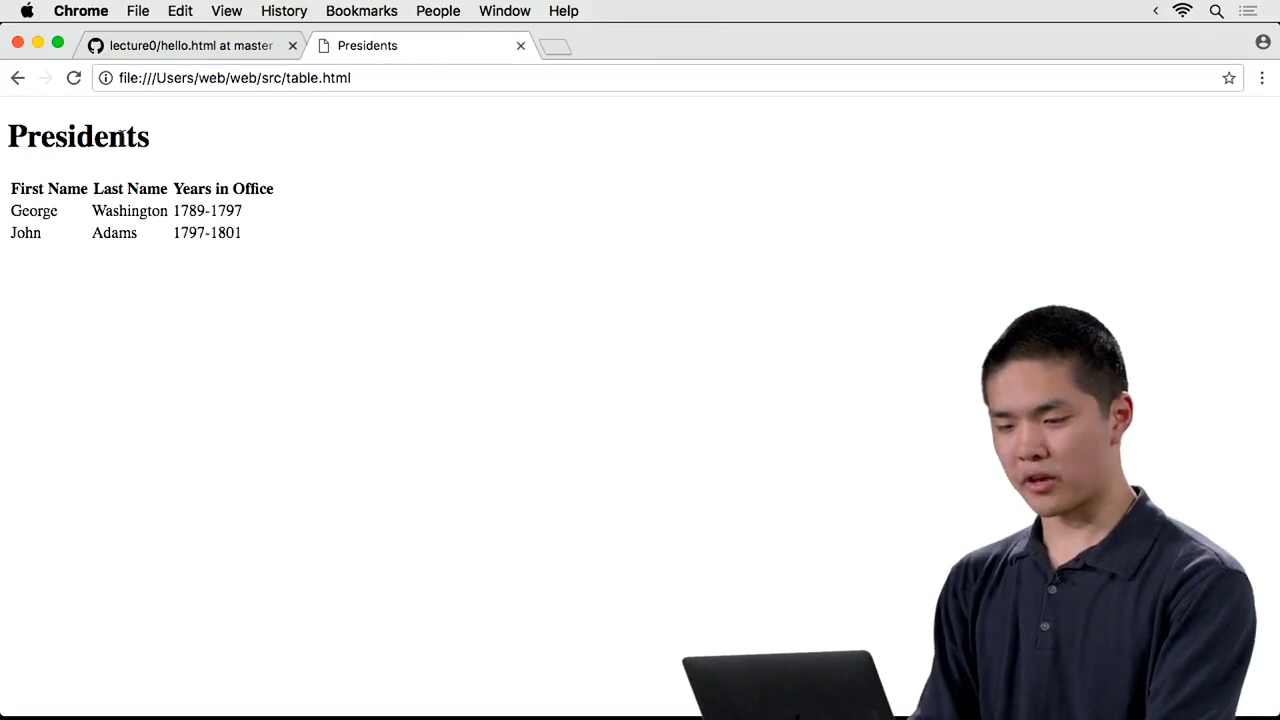 Chrome File Edit View History Bookmarks People Window Help
lecture0/hello.html at master
Presidents
file:///Users/web/web/src/table.html
Presidents
First Name Last Name Years in Office
George Washington 1789-1797
John Adams 1797-1801